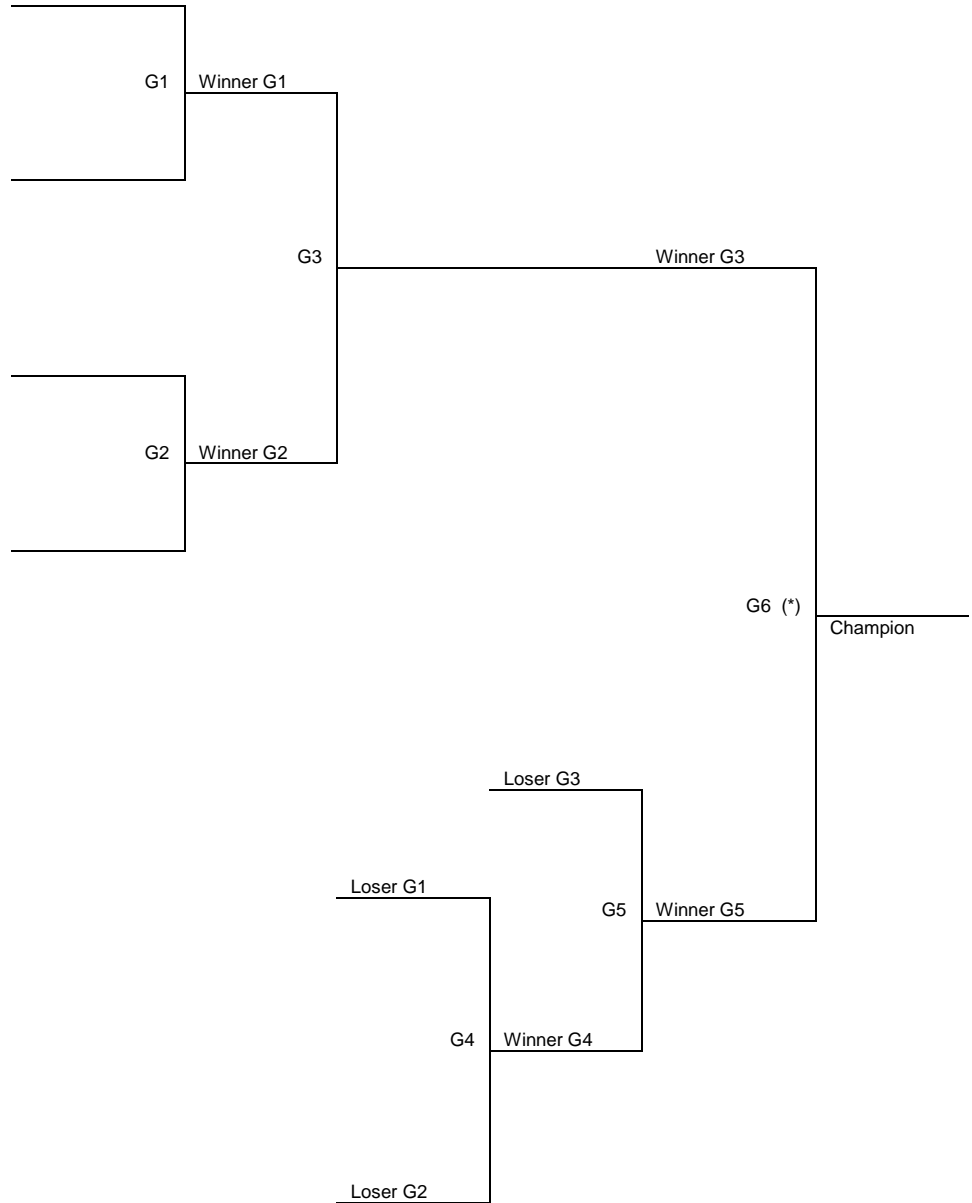 G1
Winner G1
G3
Winner G3
G2
Winner G2
G6 (*)
Champion
Loser G3
Loser G1
G5
Winner G5
G4
Winner G4
Loser G2